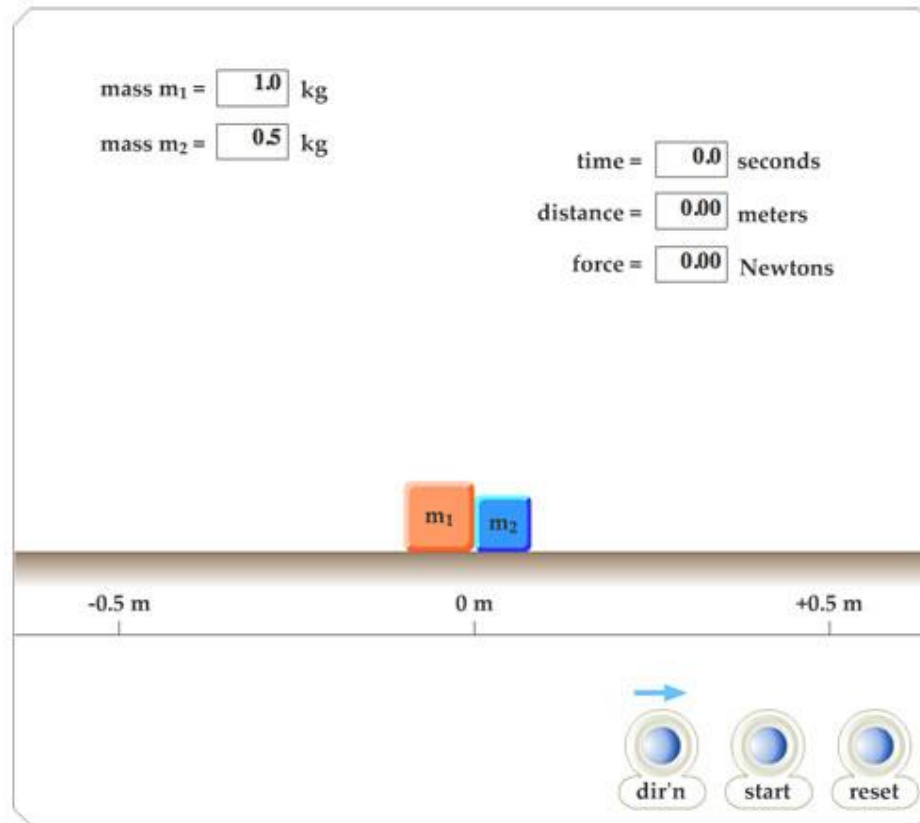 mass m₁ = 1.0 kg
mass m₂ = 0.5 kg
time = 0.0 seconds
distance = 0.00 meters
force = 0.00 Newtons
m₁ m₂
-0.5 m 0 m +0.5 m
dir'n start reset